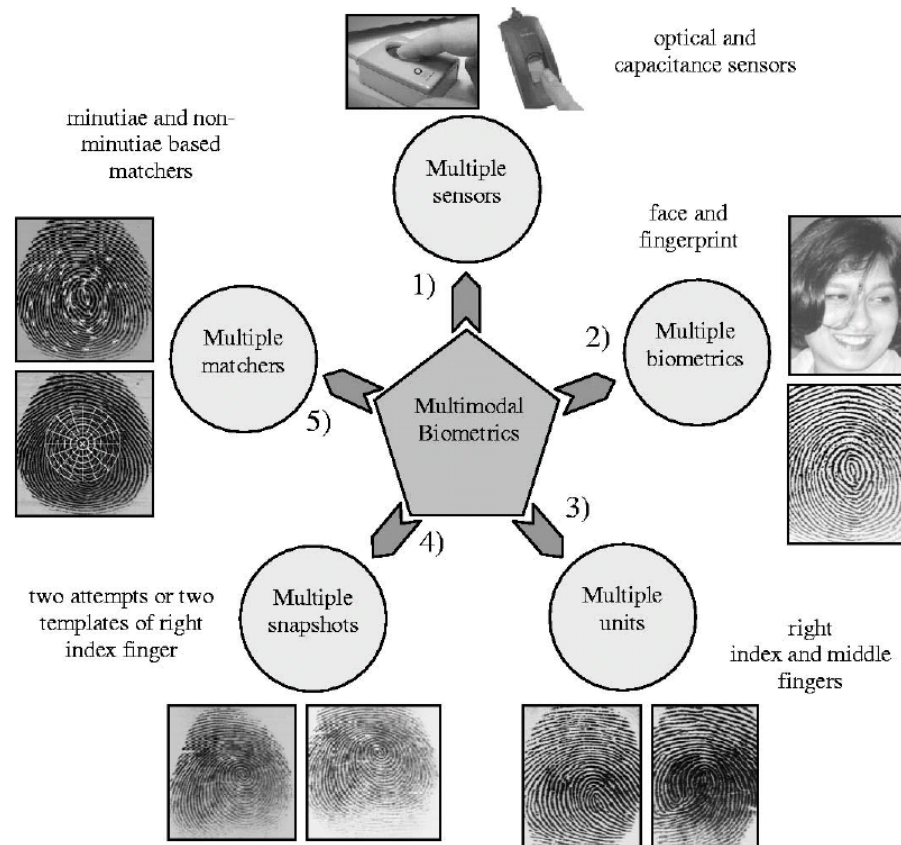 optical and
capacitance sensors
minutiae and non-
minutiae based
matchers
Multiple
sensors
face and
fingerprint
1)
Multiple
matchers
2)
Multiple
biometrics
5)
Multimodal
Biometrics
3)
4)
two attempts or two
templates of right
index finger
Multiple
snapshots
Multiple
units
right
index and middle
fingers